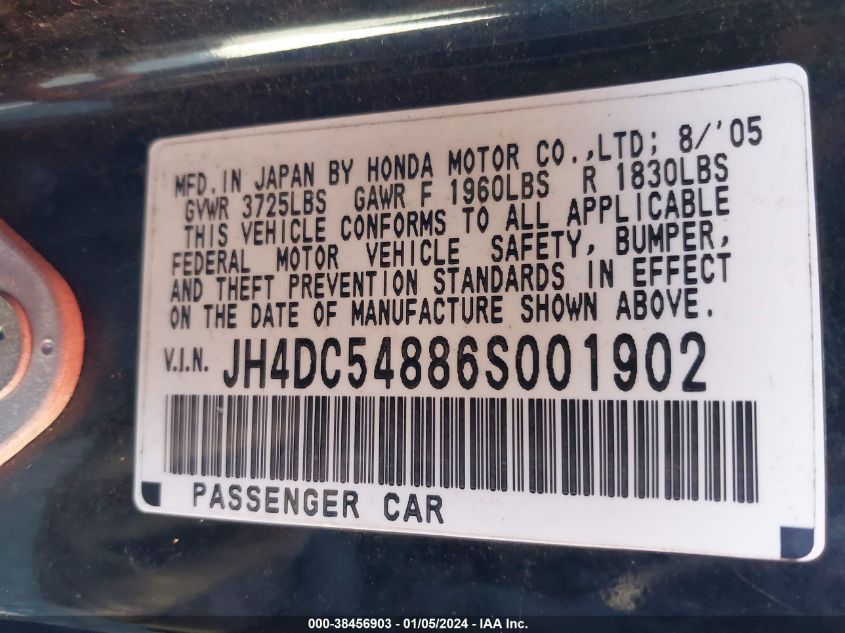 MFD.IN JAPAN BY HONDA MOTOR CO.,LTD; 8/'05
GVWR 3725LBS GAWR F 1960LBS R 1830LBS
THIS VEHICLE CONFORMS TO ALL APPLICABLE
FEDERAL MOTOR VEHICLE SAFETY, BUMPER,
AND THEFT PREVENTION STANDARDS IN EFFECT
ON THE DATE OF MANUFACTURE SHOWN ABOVE.
V.I.N. JH4DC54886S001902
PASSENGER CAR
000-38456903 - 01/05/2024 - IAAI.COM